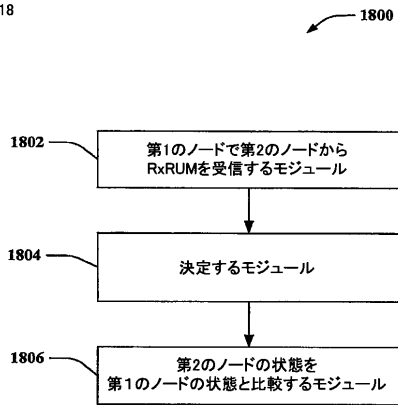 18
1800
1802
第1のノードで第2のノードから
RxRUMを受信するモジュール
1804
決定するモジュール
1806
第2のノードの状態を
第1のノードの状態と比較するモジュール